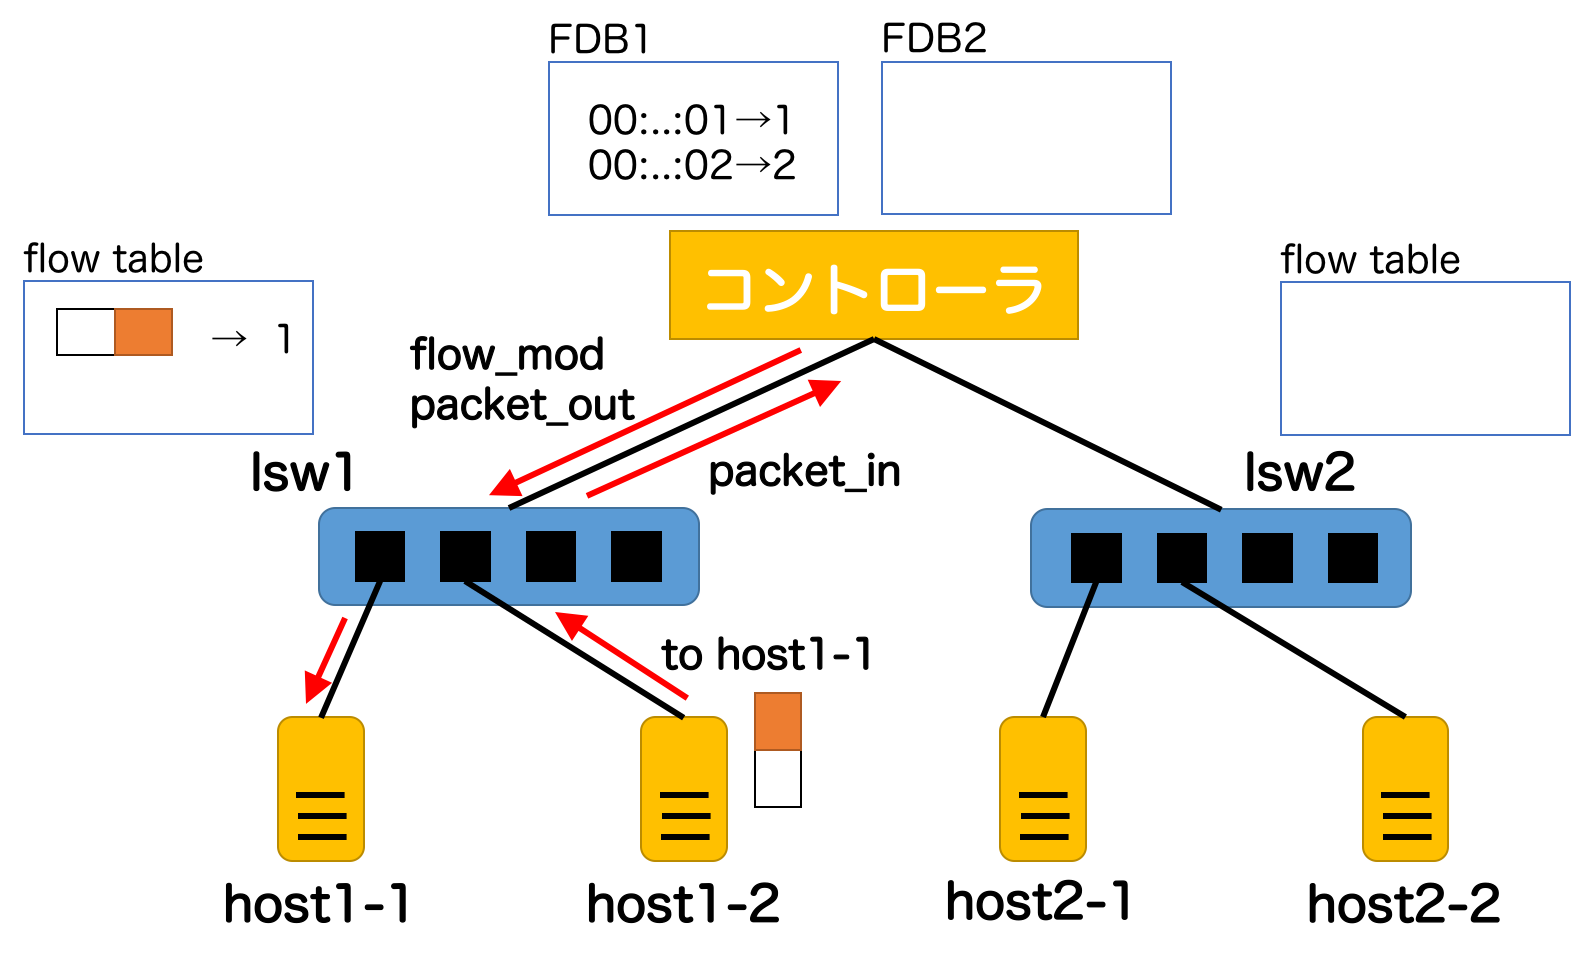 FDB1
FDB2
00:..:01→1
00:..:02→2
flow table
→ 1
コントローラ
flow table
flow_mod
packet_out
packet_in
lsw1
lsw2
to host1-1
host1-1
host1-2
host2-1
host2-2